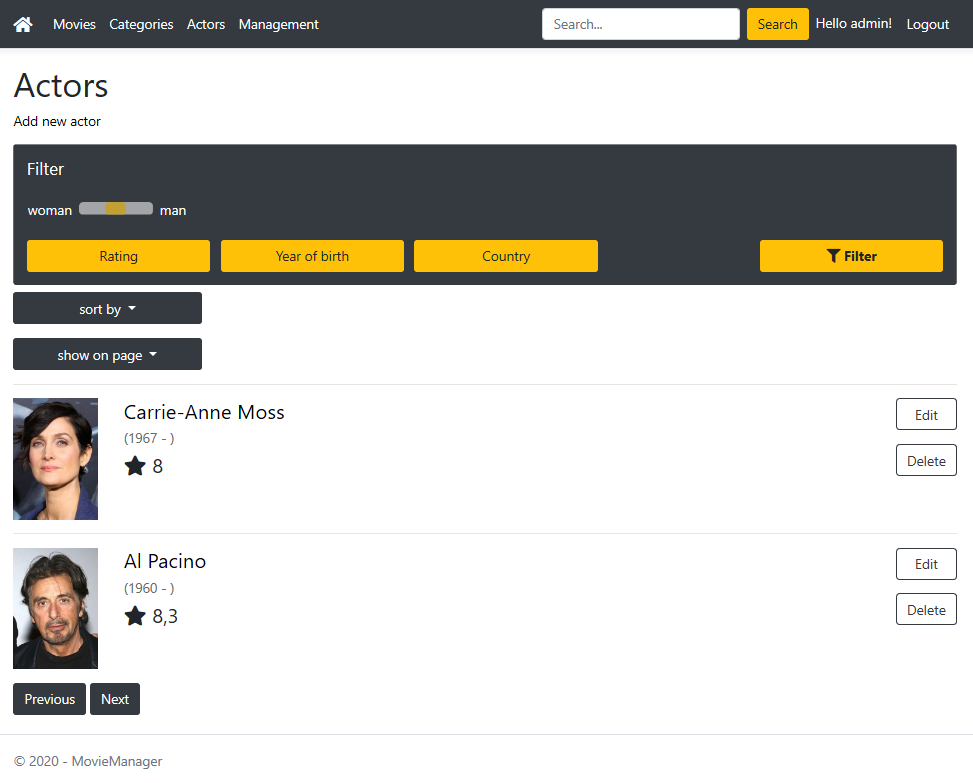 Movies Categories Actors Management Search... Search Hello admin! Logout
Actors
Add new actor
Filter
woman man
Rating Year of birth Country Filter
sort by
show on page
Carrie-Anne Moss Edit
(1967 - )
8 Delete
Al Pacino Edit
(1960 - )
8,3 Delete
Previous Next
© 2020 - MovieManager